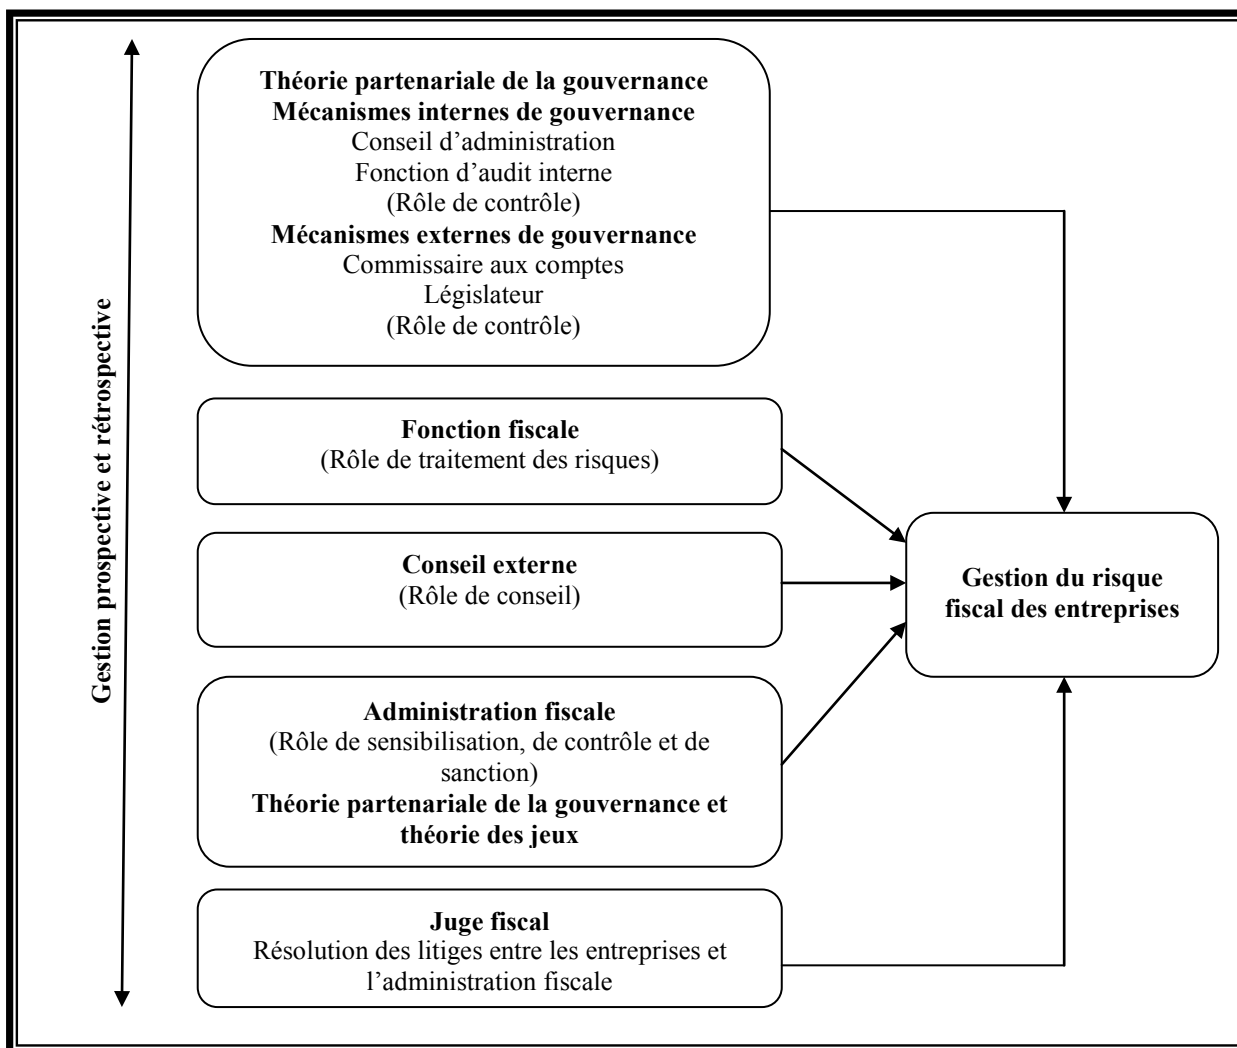 Gestion prospective et rétrospective
Théorie partenariale de la gouvernance
Mécanismes internes de gouvernance
Conseil d’administration
Fonction d’audit interne
(Rôle de contrôle)
Mécanismes externes de gouvernance
Commissaire aux comptes
Législateur
(Rôle de contrôle)
Fonction fiscale
(Rôle de traitement des risques)
Conseil externe
(Rôle de conseil)
Administration fiscale
(Rôle de sensibilisation, de contrôle et de
sanction)
Théorie partenariale de la gouvernance et
théorie des jeux
Juge fiscal
Résolution des litiges entre les entreprises et
l’administration fiscale
Gestion du risque
fiscal des entreprises